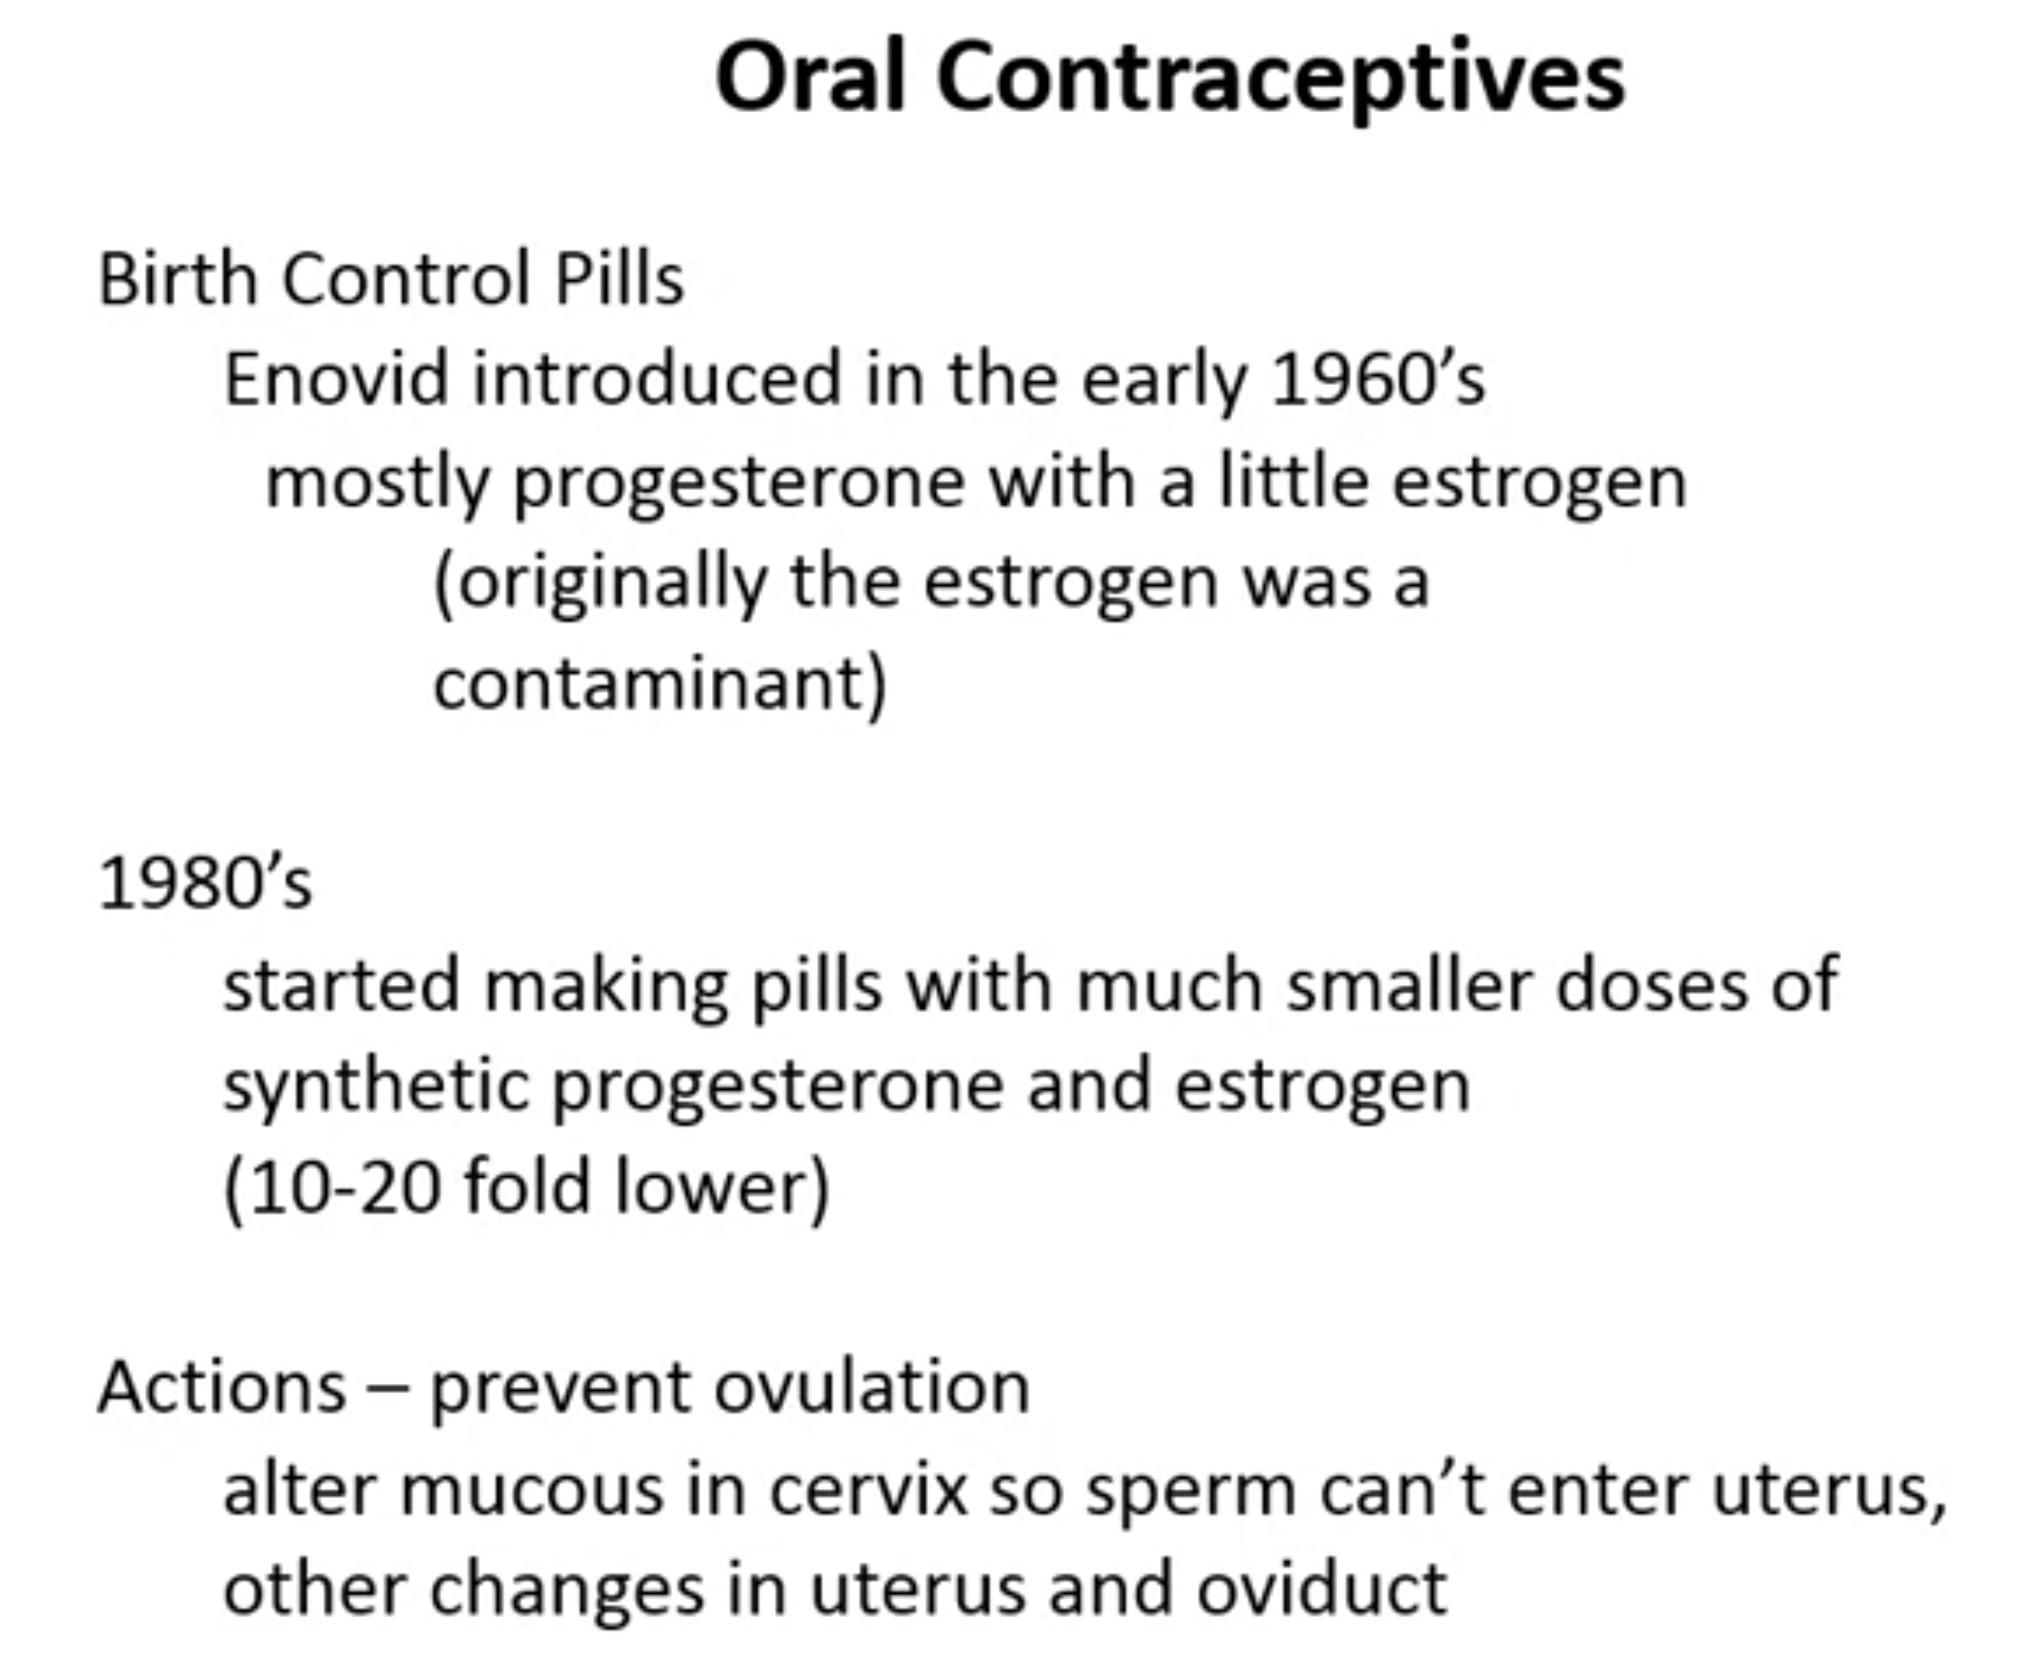 Oral Contraceptives
Birth Control Pills
Enovid introduced in the early 1960’s
mostly progesterone with a little estrogen
(originally the estrogen was a
contaminant)
1980’s
started making pills with much smaller doses of
synthetic progesterone and estrogen
(10-20 fold lower)
Actions – prevent ovulation
alter mucous in cervix so sperm can’t enter uterus,
other changes in uterus and oviduct